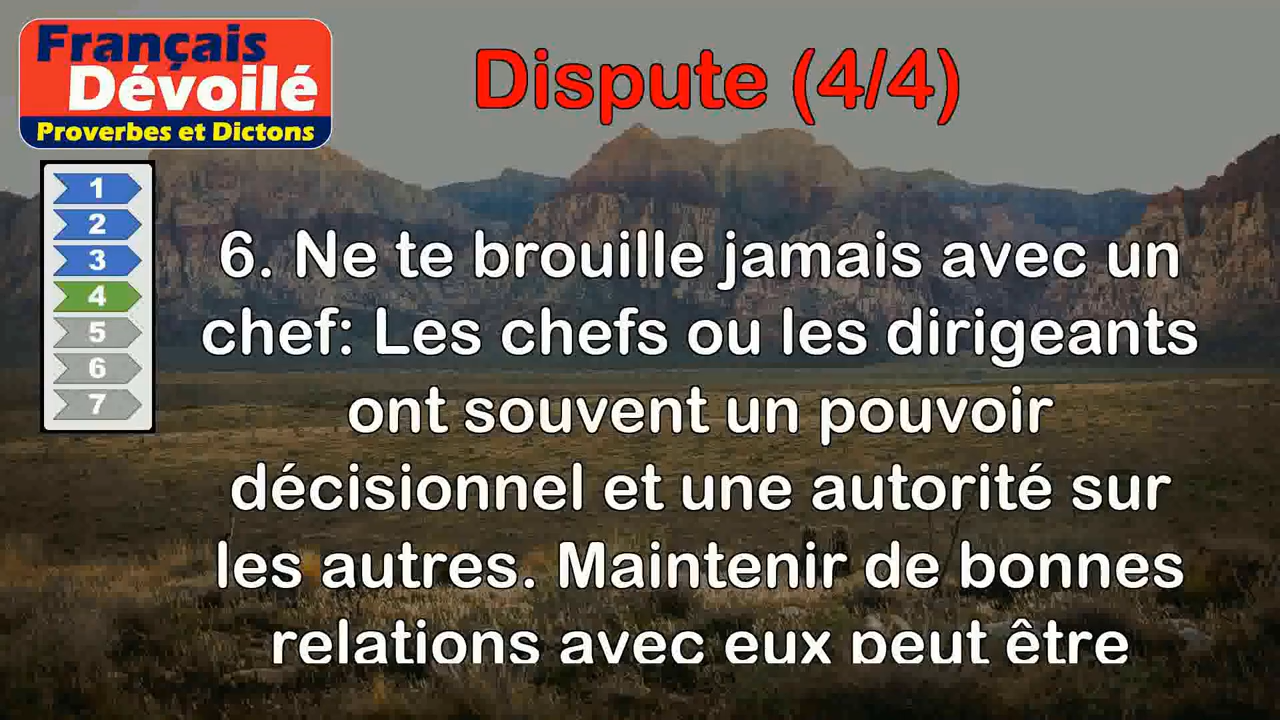 Français
Dévoilé
Proverbes et Dictons
Dispute (4/4)
1
2
3
4
5
6
7
6. Ne te brouille jamais avec un
chef: Les chefs ou les dirigeants
ont souvent un pouvoir
décisionnel et une autorité sur
les autres. Maintenir de bonnes
relations avec eux peut être